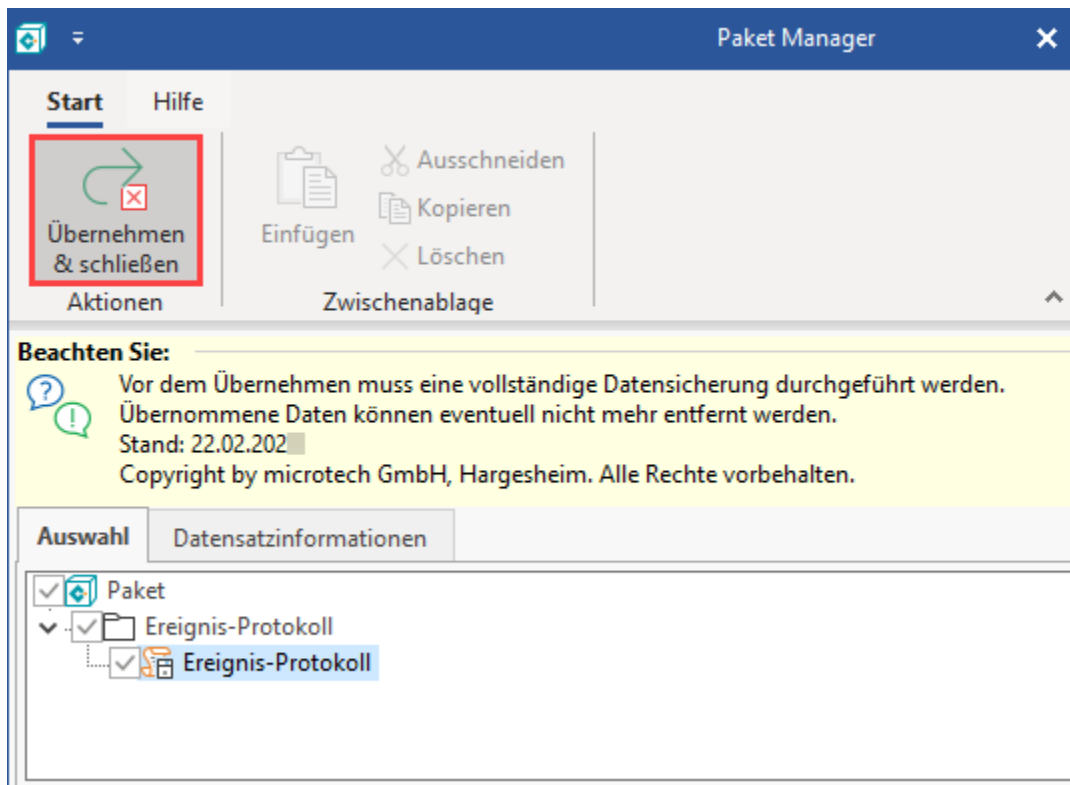 Paket Manager
Start Hilfe
Übernehmen
& schließen
Aktionen
Einfügen
Ausschneiden
Kopieren
Löschen
Zwischenablage
Beachten Sie:
Vor dem Übernehmen muss eine vollständige Datensicherung durchgeführt werden.
Übernommene Daten können eventuell nicht mehr entfernt werden.
Stand: 22.02.202
Copyright by microtech GmbH, Hargesheim. Alle Rechte vorbehalten.
Auswahl Datensatzinformationen
Paket
Ereignis-Protokoll
Ereignis-Protokoll